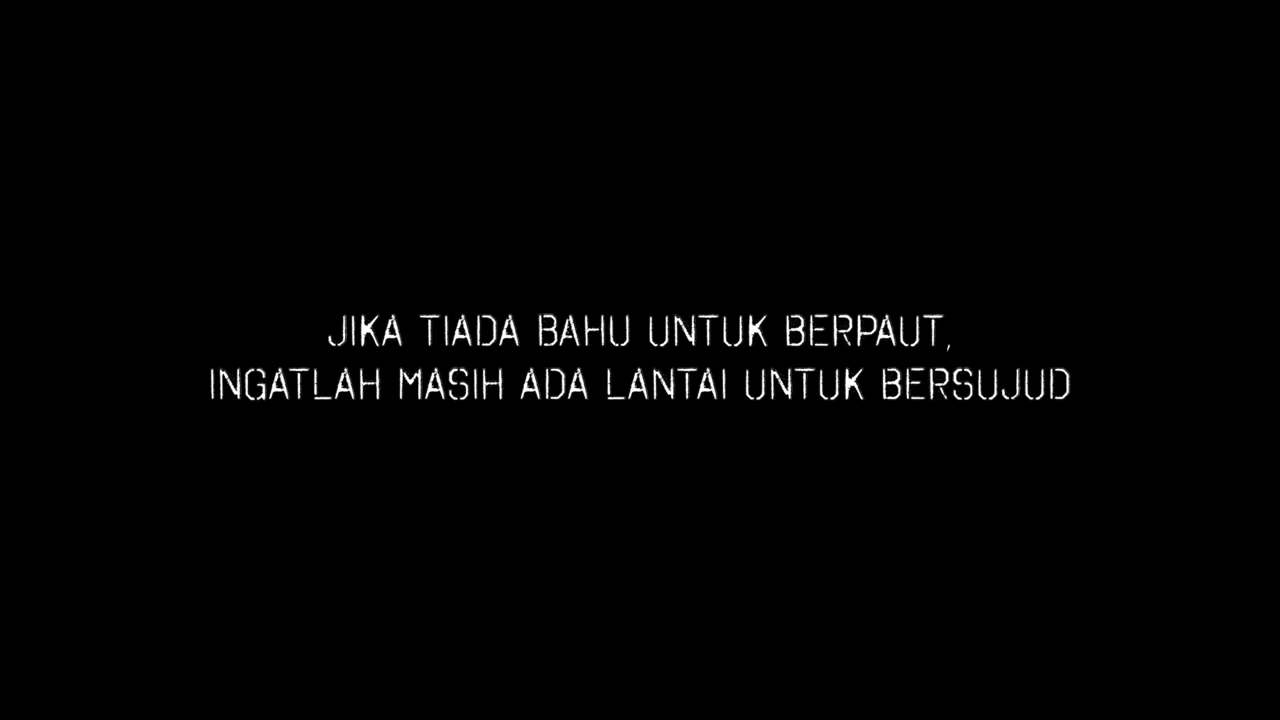 JIKA TIADA BAHU UNTUK BERPAUT,
INGATLAH MASIH ADA LANTAI UNTUK BERSUJUD